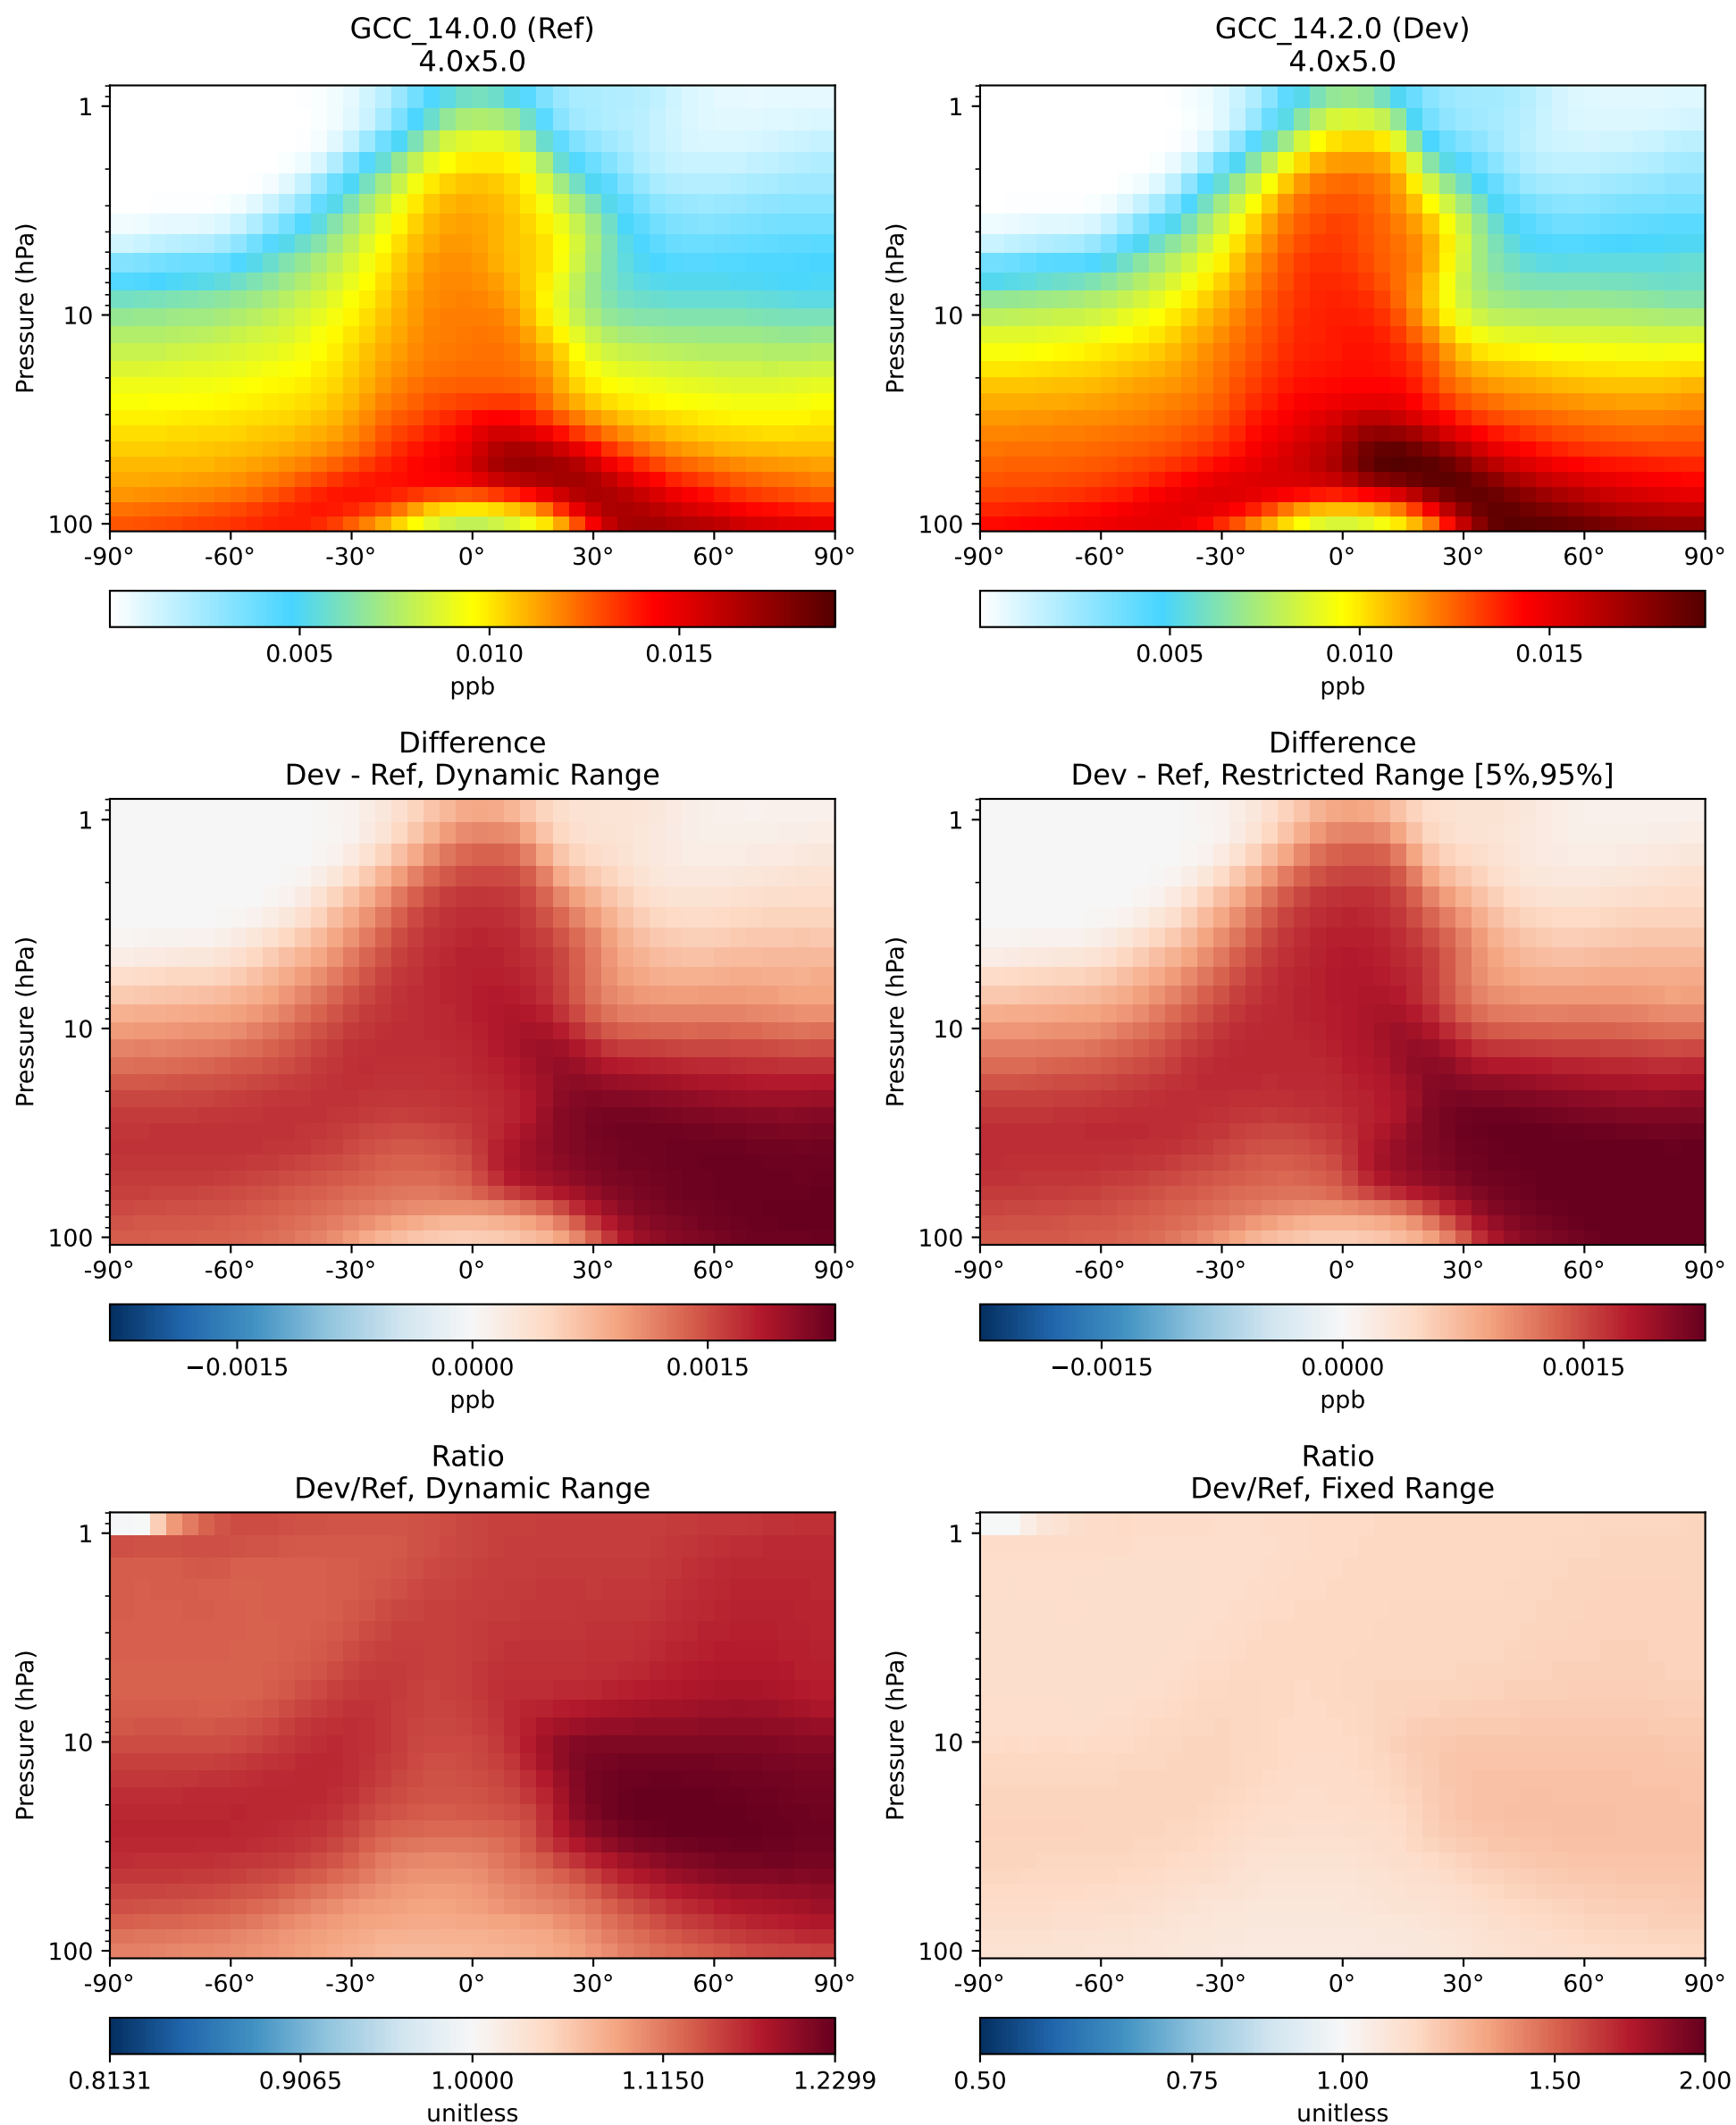 GCC_14.0.0 (Ref)
4.0x5.0
Pressure (hPa)
1
10
100
-90° -60° -30° 0° 30° 60° 90°
0.005 0.010 0.015
ppb
GCC_14.2.0 (Dev)
4.0x5.0
Pressure (hPa)
1
10
100
-90° -60° -30° 0° 30° 60° 90°
0.005 0.010 0.015
ppb
Difference
Dev - Ref, Dynamic Range
Pressure (hPa)
1
10
100
-90° -60° -30° 0° 30° 60° 90°
−0.0015 0.0000 0.0015
ppb
Difference
Dev - Ref, Restricted Range [5%,95%]
Pressure (hPa)
1
10
100
-90° -60° -30° 0° 30° 60° 90°
−0.0015 0.0000 0.0015
ppb
Ratio
Dev/Ref, Dynamic Range
Pressure (hPa)
1
10
100
-90° -60° -30° 0° 30° 60° 90°
0.8131 0.9065 1.0000 1.1150 1.2299
unitless
Ratio
Dev/Ref, Fixed Range
Pressure (hPa)
1
10
100
-90° -60° -30° 0° 30° 60° 90°
0.50 0.75 1.00 1.50 2.00
unitless